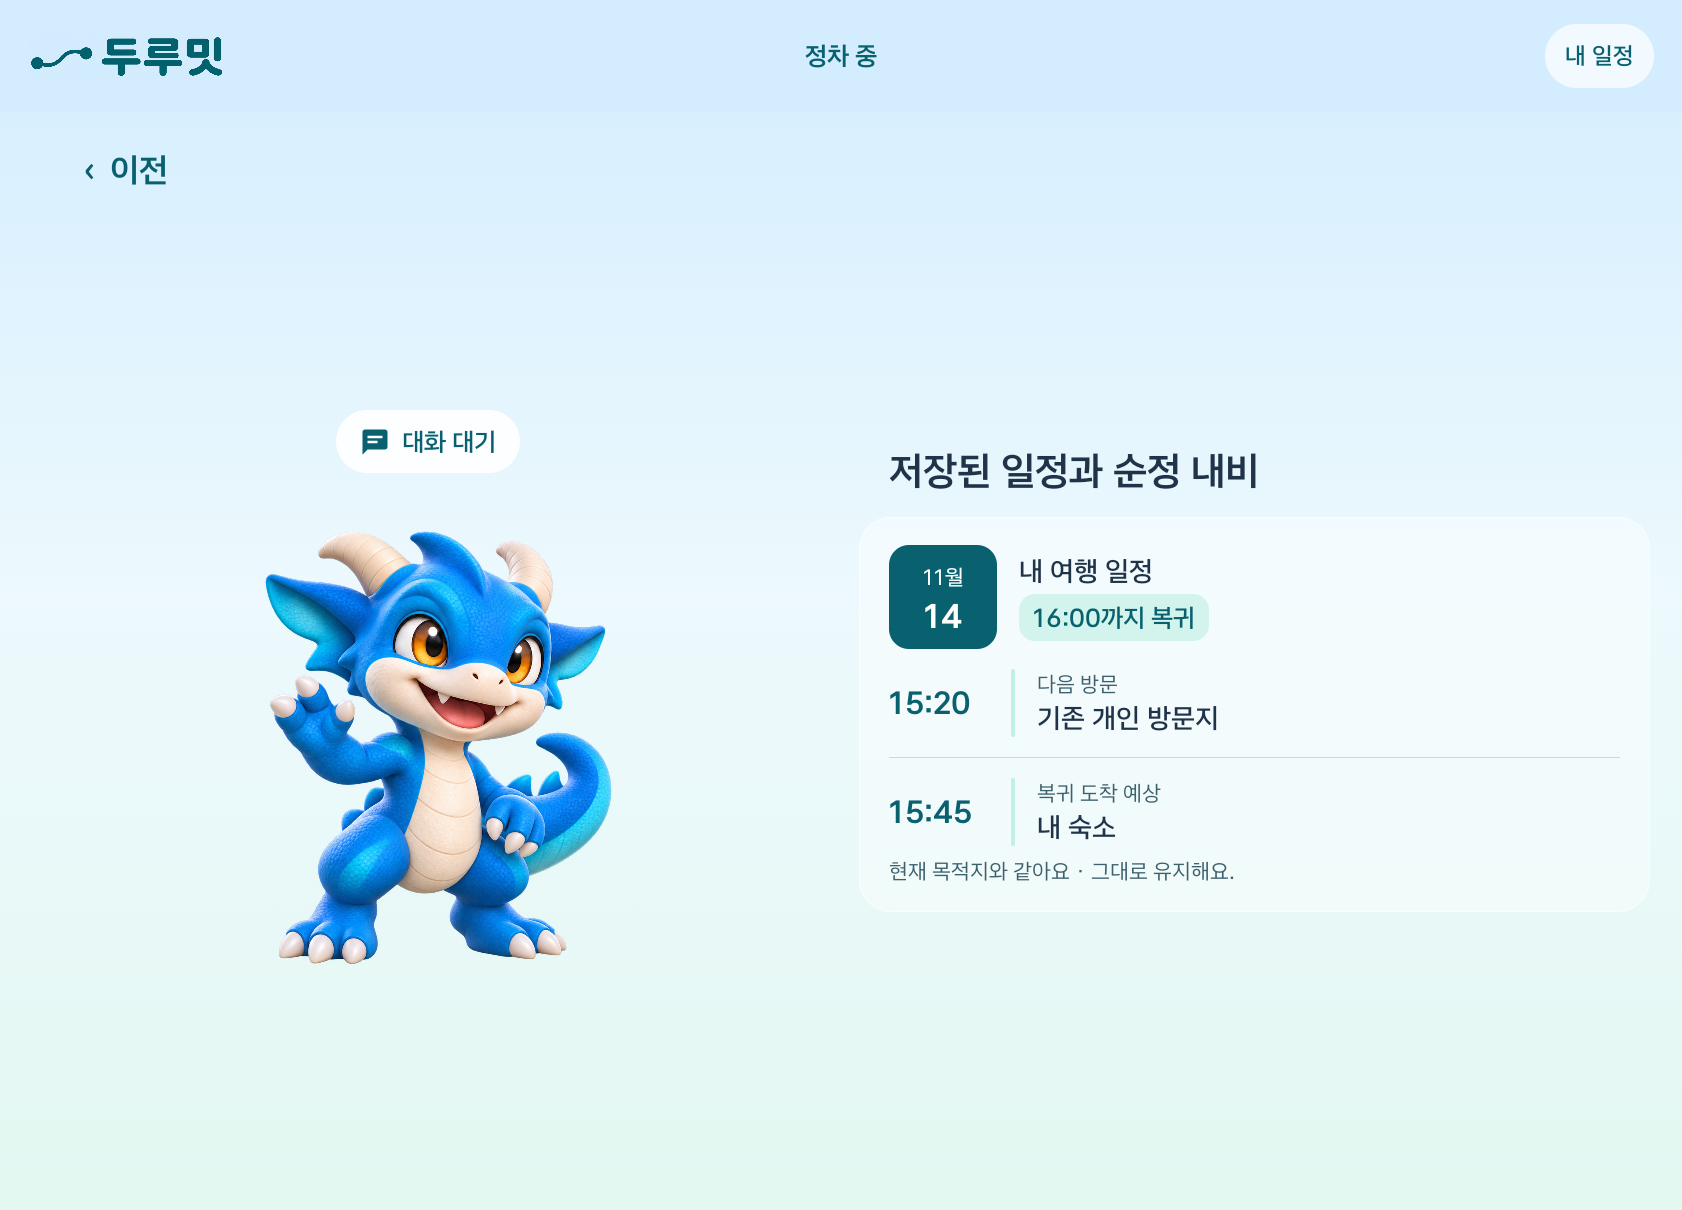 두루밋
정차 중
내 일정
‹ 이전
대화 대기
저장된 일정과 순정 내비
11월
14
내 여행 일정
16:00까지 복귀
15:20
다음 방문
기존 개인 방문지
15:45
복귀 도착 예상
내 숙소
현재 목적지와 같아요 · 그대로 유지해요.